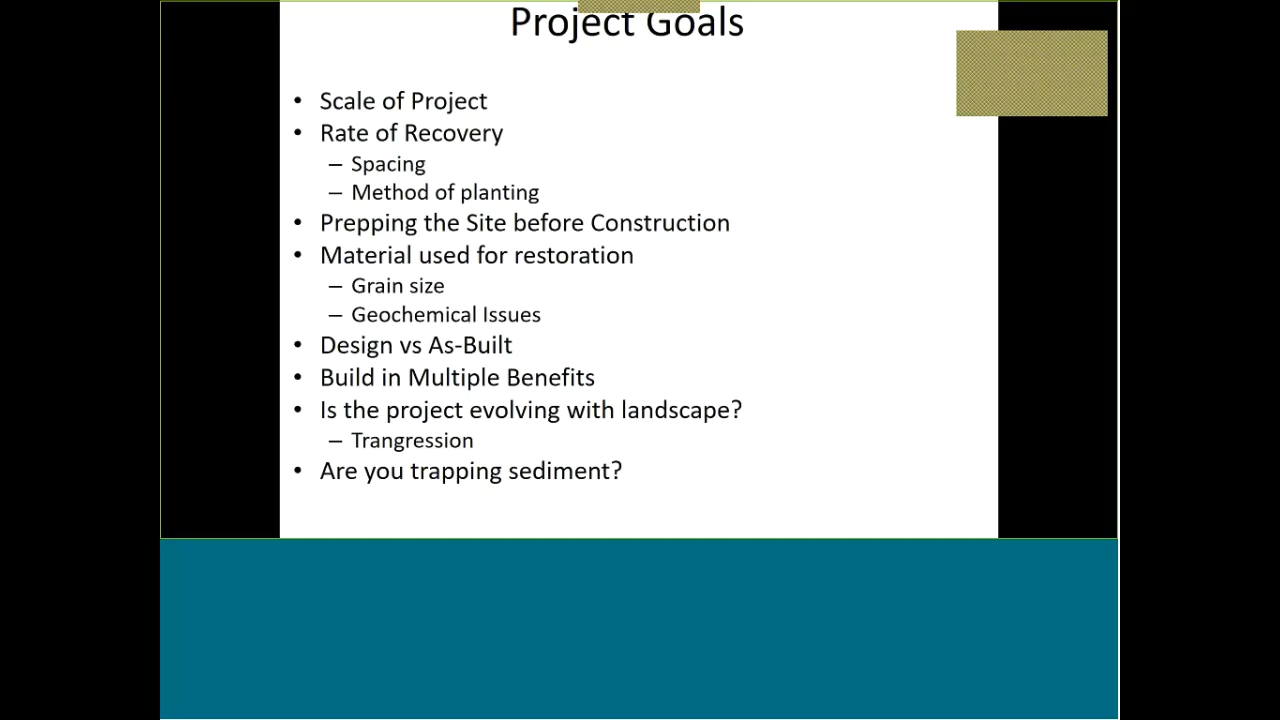 Project Goals
• Scale of Project
• Rate of Recovery
– Spacing
– Method of planting
• Prepping the Site before Construction
• Material used for restoration
– Grain size
– Geochemical Issues
• Design vs As-Built
• Build in Multiple Benefits
• Is the project evolving with landscape?
– Trangression
• Are you trapping sediment?